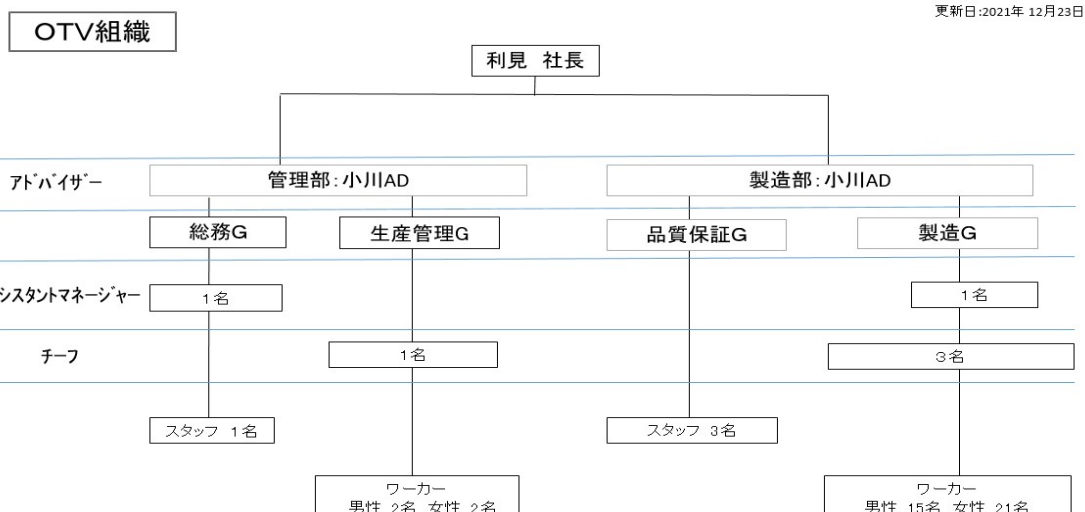 更新日:2021年 12月23日
OTV組織
利見　社長
ｱﾄﾞﾊﾞｲｻﾞｰ
管理部：小川AD
製造部：小川AD
総務G
生産管理G
品質保証G
製造G
ｼｽﾀﾝﾄﾏﾈｰｼﾞｬｰ
１名
１名
ﾁｰﾌ
１名
３名
スタッフ　１名
スタッフ　３名
ワーカー
男性　2名　女性　2名
ワーカー
男性　15名　女性　21名